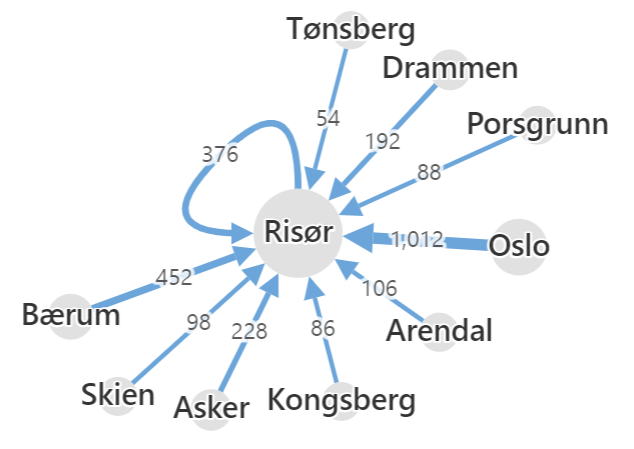 Tønsberg
Drammen
Porsgrunn
54
192
376
88
Risør
1,012
Oslo
452
106
Bærum
98
228
86
Arendal
Skien
Asker
Kongsberg